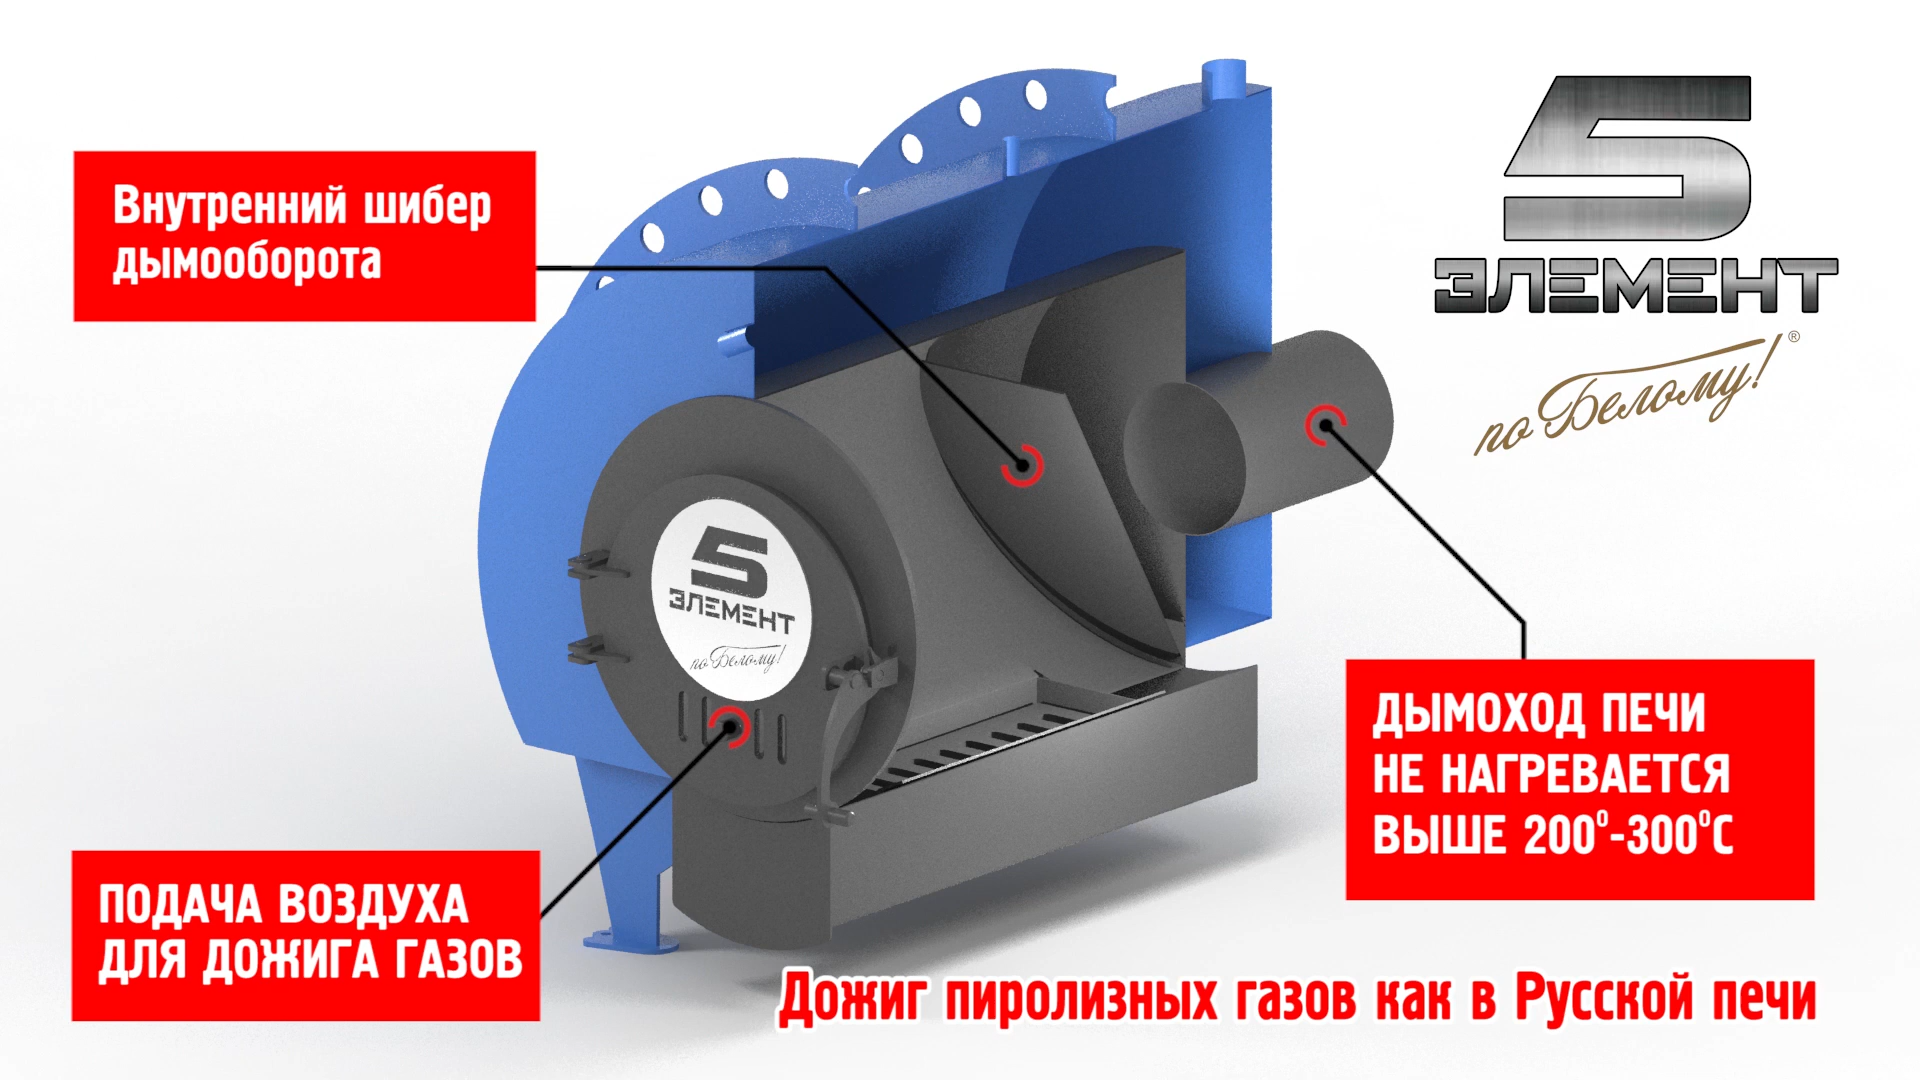 5
ЭЛЕМЕНТ
по Белому!
®
Внутренний шибер
дымооборота
5
ЭЛЕМЕНТ
по Белому!
ДЫМОХОД ПЕЧИ
НЕ НАГРЕВАЕТСЯ
ВЫШЕ 200°-300°С
ПОДАЧА ВОЗДУХА
ДЛЯ ДОЖИГА ГАЗОВ
Дожиг пиролизных газов как в Русской печи